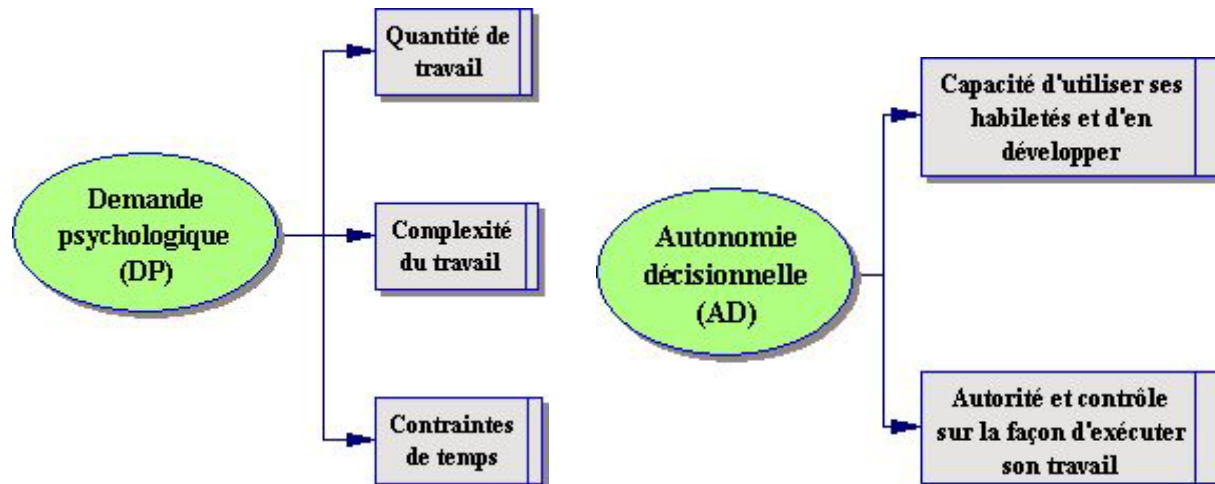 Demande
psychologique
(DP)
Quantité de
travail
Complexité
du travail
Contraintes
de temps
Autonomie
décisionnelle
(AD)
Capacité d'utiliser ses
habiletés et d'en
développer
Autorité et contrôle
sur la façon d'exécuter
son travail